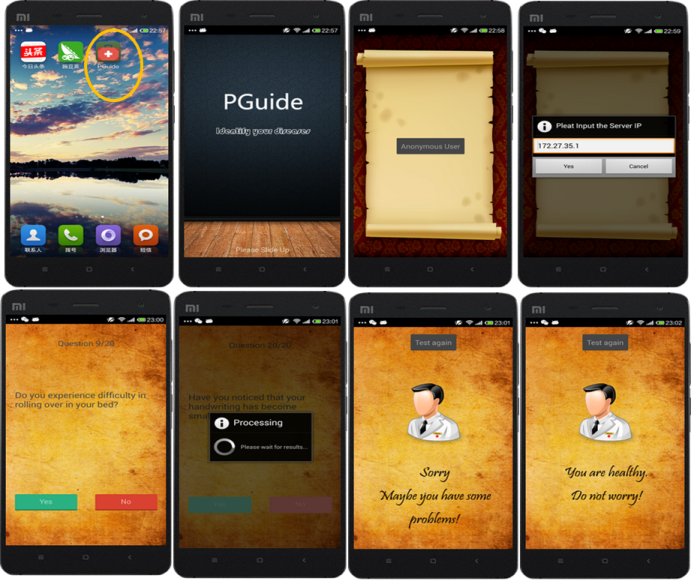 MI
22:57
头条
今日头条
豌豆荚
PGuide
联系人
拨号
浏览器
短信
MI
22:57
PGuide
Identify your diseases
Please Slide Up
MI
22:58
Anonymous User
MI
22:59
Pleat Input the Server IP
172.27.35.1
Yes
Cancel
MI
23:00
Question 9/20
Do you experience difficulty in
rolling over in your bed?
Yes
No
MI
23:01
Question 20/20
Have you noticed that your
handwriting has become
Processing
Please wait for results...
MI
23:01
Test again
Sorry
Maybe you have some
problems!
MI
23:02
Test again
You are healthy.
Do not worry!